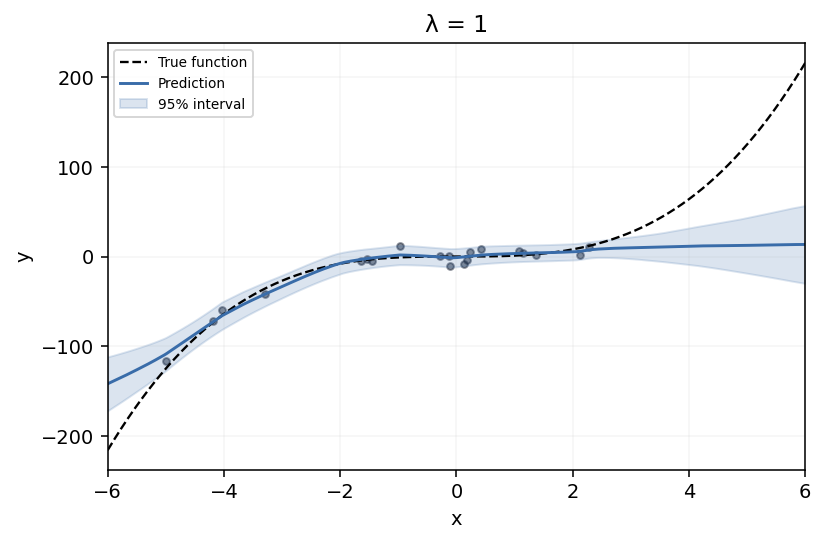 λ = 1
True function
Prediction
95% interval
200
100
0
−100
−200
y
−6
−4
−2
0
2
4
6
x